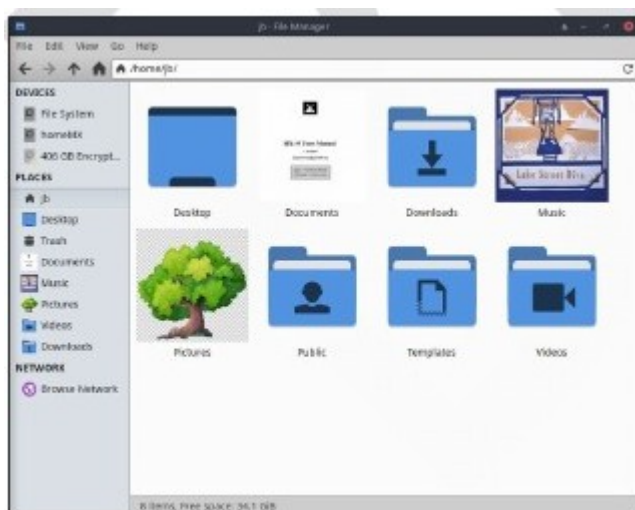 jb - File Manager
File Edit View Go Help
/home/jb/
DEVICES
File System
homeMx
406 GB Encrypt...
PLACES
jb
Desktop
Trash
Documents
Music
Pictures
Videos
Downloads
NETWORK
Browse Network
Desktop Documents Downloads Music
Lake Street Dive
Pictures Public Templates Videos
8 items, Free space: 34.1 GiB